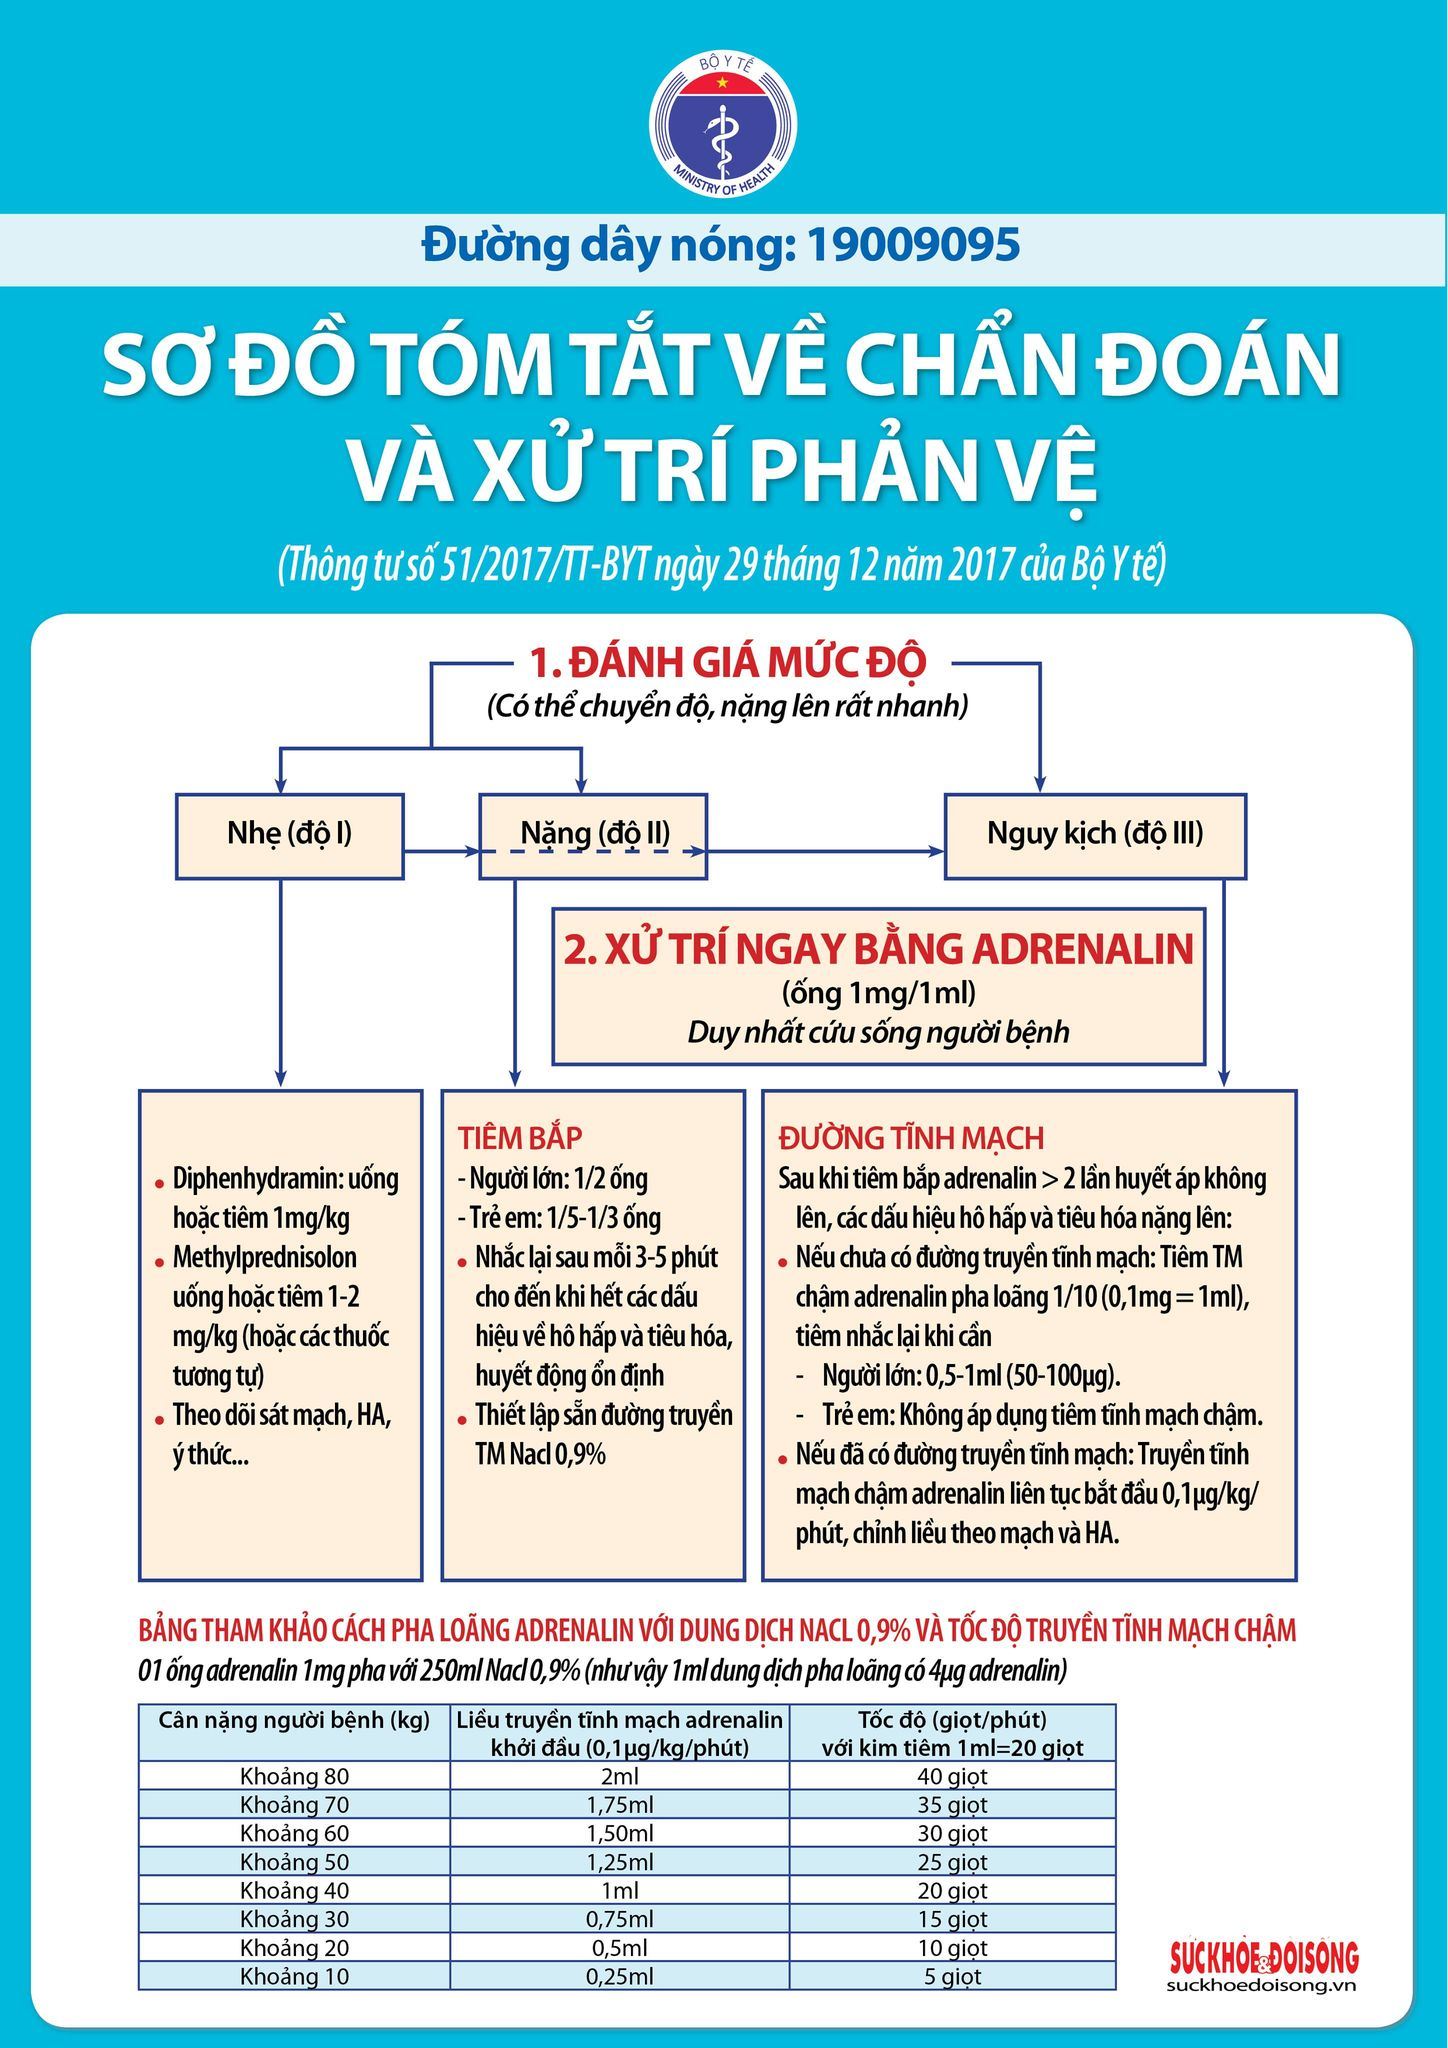 BỘ Y TẾ
MINISTRY OF HEALTH
Đường dây nóng: 19009095
SƠ ĐỒ TÓM TẮT VỀ CHẨN ĐOÁN
VÀ XỬ TRÍ PHẢN VỆ
(Thông tư số 51/2017/TT-BYT ngày 29 tháng 12 năm 2017 của Bộ Y tế)
1. ĐÁNH GIÁ MỨC ĐỘ
(Có thể chuyển độ, nặng lên rất nhanh)
Nhẹ (độ I)
Nặng (độ II)
Nguy kịch (độ III)
2. XỬ TRÍ NGAY BẰNG ADRENALIN
(ống 1mg/1ml)
Duy nhất cứu sống người bệnh
• Diphenhydramin: uống
hoặc tiêm 1mg/kg
• Methylprednisolon
uống hoặc tiêm 1-2
mg/kg (hoặc các thuốc
tương tự)
• Theo dõi sát mạch, HA,
ý thức...
TIÊM BẮP
- Người lớn: 1/2 ống
- Trẻ em: 1/5-1/3 ống
• Nhắc lại sau mỗi 3-5 phút
cho đến khi hết các dấu
hiệu về hô hấp và tiêu hóa,
huyết động ổn định
• Thiết lập sẵn đường truyền
TM Nacl 0,9%
ĐƯỜNG TĨNH MẠCH
Sau khi tiêm bắp adrenalin > 2 lần huyết áp không
lên, các dấu hiệu hô hấp và tiêu hóa nặng lên:
• Nếu chưa có đường truyền tĩnh mạch: Tiêm TM
chậm adrenalin pha loãng 1/10 (0,1mg = 1ml),
tiêm nhắc lại khi cần
- Người lớn: 0,5-1ml (50-100µg).
- Trẻ em: Không áp dụng tiêm tĩnh mạch chậm.
• Nếu đã có đường truyền tĩnh mạch: Truyền tĩnh
mạch chậm adrenalin liên tục bắt đầu 0,1µg/kg/
phút, chỉnh liều theo mạch và HA.
BẢNG THAM KHẢO CÁCH PHA LOÃNG ADRENALIN VỚI DUNG DỊCH NACL 0,9% VÀ TỐC ĐỘ TRUYỀN TĨNH MẠCH CHẬM
01 ống adrenalin 1mg pha với 250ml Nacl 0,9% (như vậy 1ml dung dịch pha loãng có 4µg adrenalin)
Cân nặng người bệnh (kg) Liều truyền tĩnh mạch adrenalin Tốc độ (giọt/phút)
khởi đầu (0,1µg/kg/phút) với kim tiêm 1ml=20 giọt
Khoảng 80 2ml 40 giọt
Khoảng 70 1,75ml 35 giọt
Khoảng 60 1,50ml 30 giọt
Khoảng 50 1,25ml 25 giọt
Khoảng 40 1ml 20 giọt
Khoảng 30 0,75ml 15 giọt
Khoảng 20 0,5ml 10 giọt
Khoảng 10 0,25ml 5 giọt
SỨC KHỎE & ĐỜI SỐNG
suckhoedoisong.vn